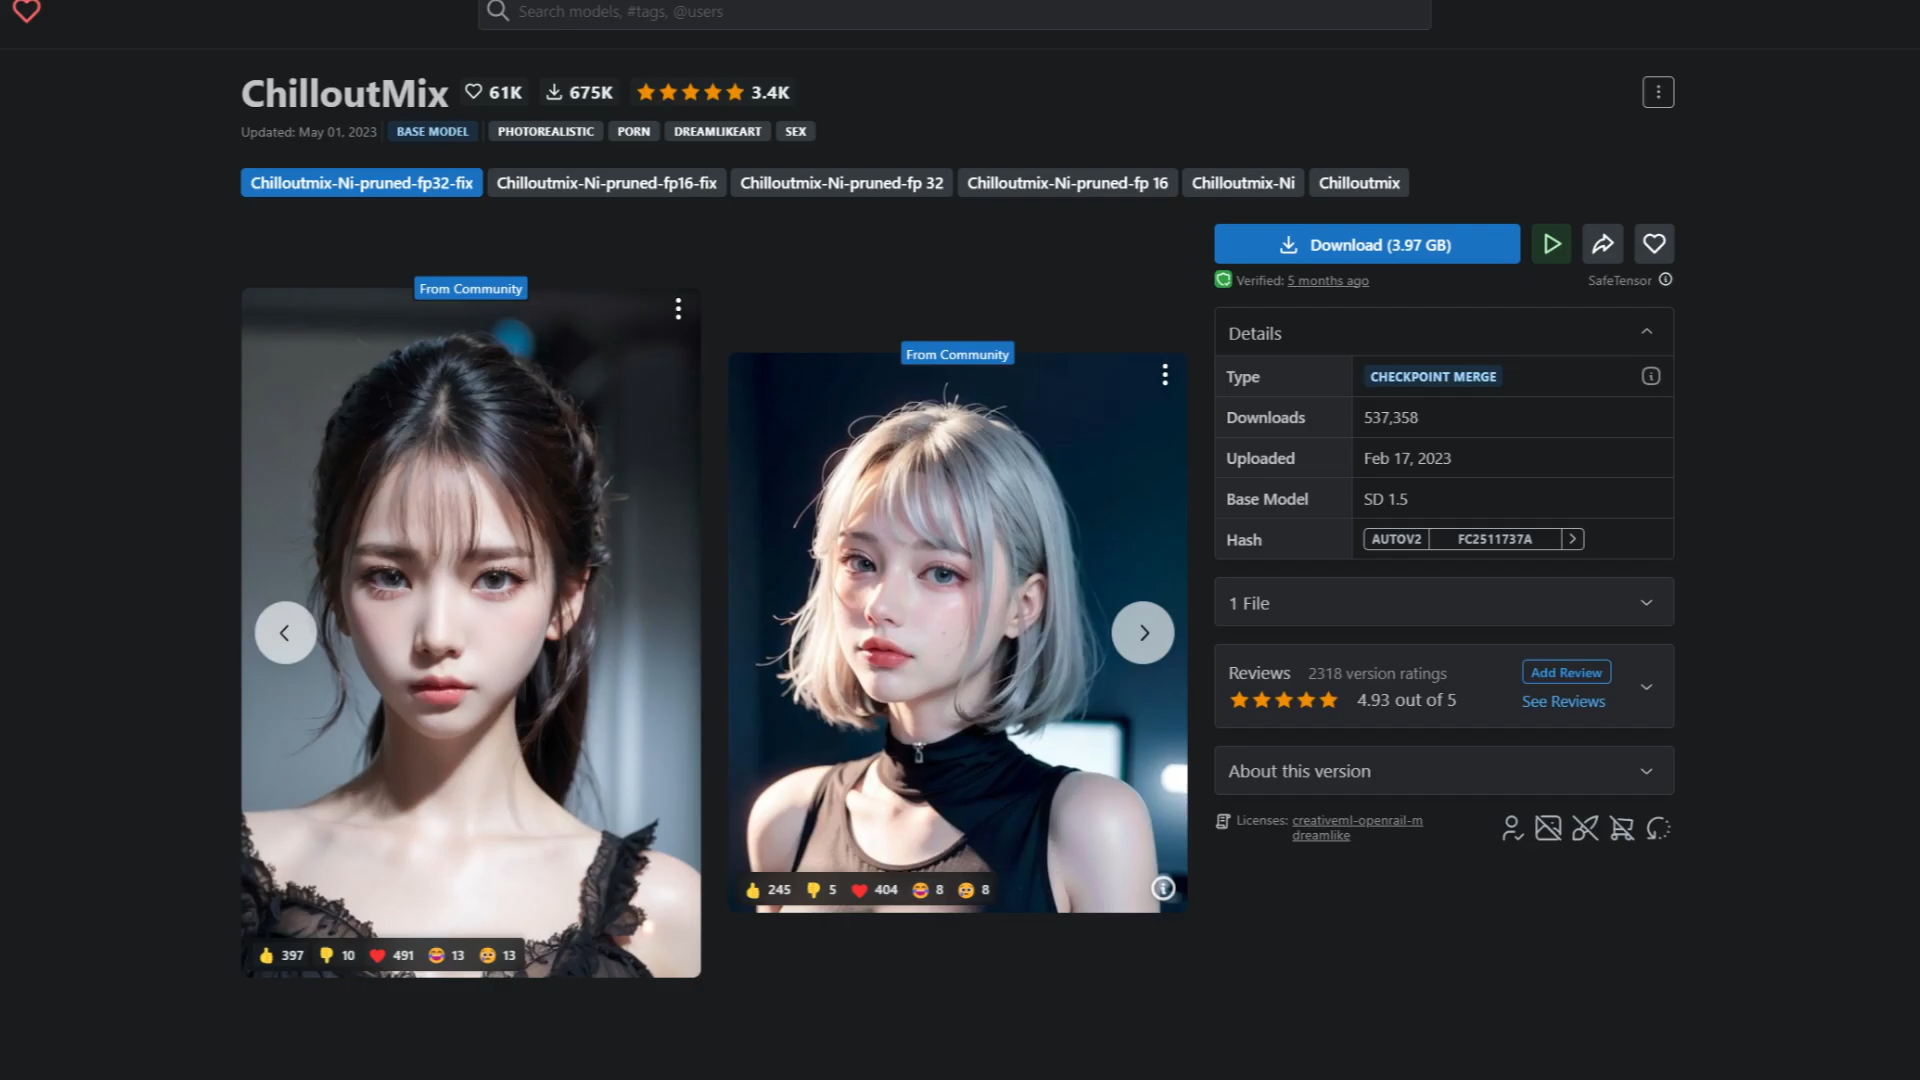 Search models, #tags, @users
ChilloutMix 61K 675K 3.4K
Updated: May 01, 2023 BASE MODEL PHOTOREALISTIC PORN DREAMLIKEART SEX
Chilloutmix-Ni-pruned-fp32-fix Chilloutmix-Ni-pruned-fp16-fix Chilloutmix-Ni-pruned-fp 32 Chilloutmix-Ni-pruned-fp 16 Chilloutmix-Ni Chilloutmix
From Community
397 10 491 13 13
From Community
245 5 404 8 8
Download (3.97 GB)
Verified: 5 months ago SafeTensor
Details
Type CHECKPOINT MERGE
Downloads 537,358
Uploaded Feb 17, 2023
Base Model SD 1.5
Hash AUTOV2 FC2511737A
1 File
Reviews 2318 version ratings Add Review
4.93 out of 5 See Reviews
About this version
Licenses: creativeml-openrail-m
dreamlike